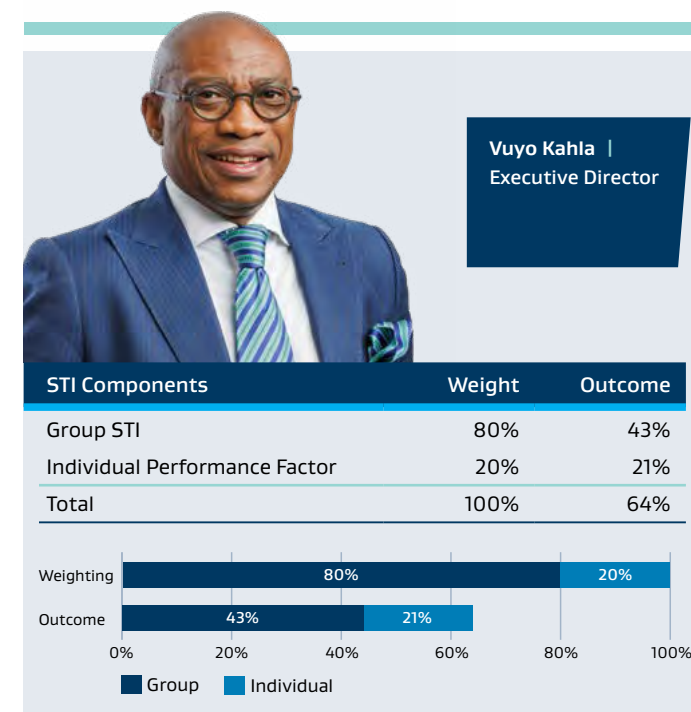 Vuyo Kahla |
Executive Director
STI Components Weight Outcome
Group STI 80% 43%
Individual Performance Factor 20% 21%
Total 100% 64%
Weighting 80% 20%
Outcome 43% 21%
0% 20% 40% 60% 80% 100%
Group Individual